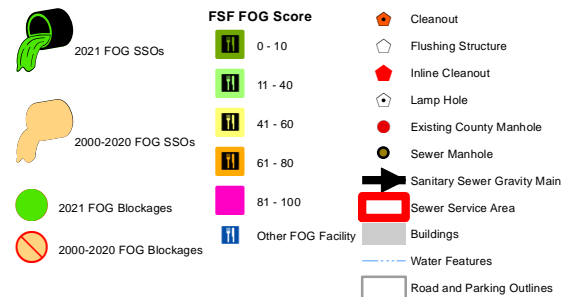 2021 FOG SSOs
2000-2020 FOG SSOs
2021 FOG Blockages
2000-2020 FOG Blockages
FSF FOG Score
0 - 10
11 - 40
41 - 60
61 - 80
81 - 100
Other FOG Facility
Cleanout
Flushing Structure
Inline Cleanout
Lamp Hole
Existing County Manhole
Sewer Manhole
Sanitary Sewer Gravity Main
Sewer Service Area
Buildings
Water Features
Road and Parking Outlines